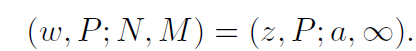 (w, P; N, M) = (z, P; a, ∞).